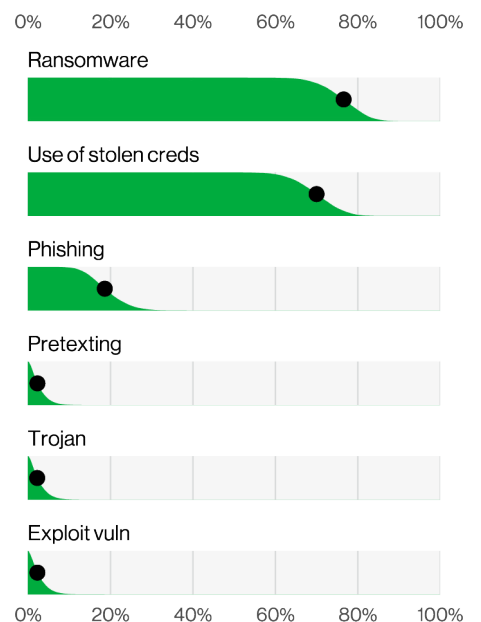 0% 20% 40% 60% 80% 100%
Ransomware
Use of stolen creds
Phishing
Pretexting
Trojan
Exploit vuln
0% 20% 40% 60% 80% 100%